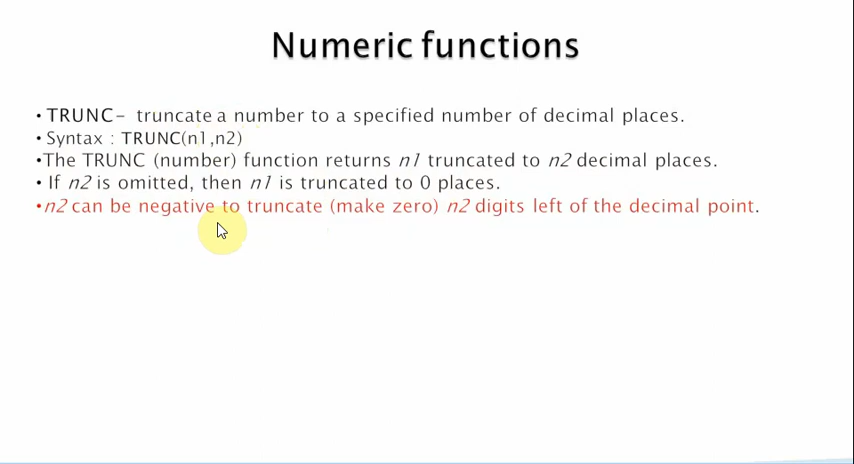 Numeric functions
• TRUNC– truncate a number to a specified number of decimal places.
• Syntax : TRUNC(n1,n2)
•The TRUNC (number) function returns n1 truncated to n2 decimal places.
• If n2 is omitted, then n1 is truncated to 0 places.
•n2 can be negative to truncate (make zero) n2 digits left of the decimal point.